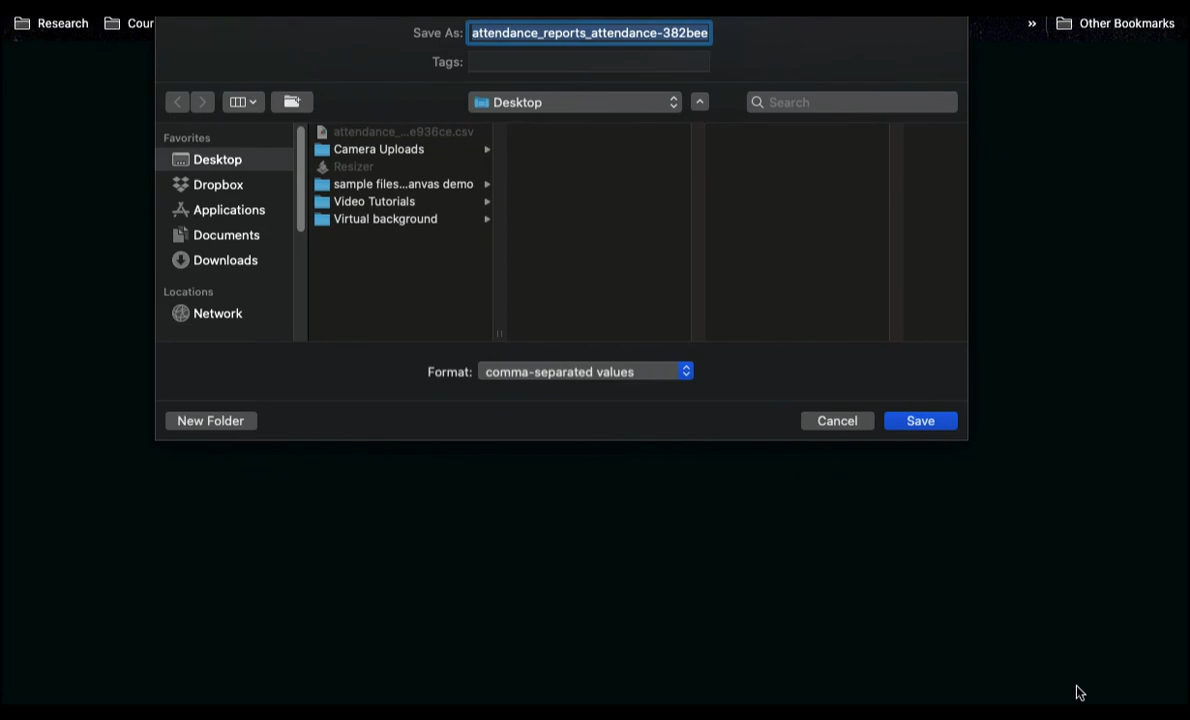 Research
Cour
»
Other Bookmarks
Save As: attendance_reports_attendance-382bee
Tags:
Desktop
Search
Favorites
Desktop
Dropbox
Applications
Documents
Downloads
Locations
Network
attendance_...e936ce.csv
Camera Uploads
Resizer
sample files...anvas demo
Video Tutorials
Virtual background
Format: comma-separated values
New Folder
Cancel
Save